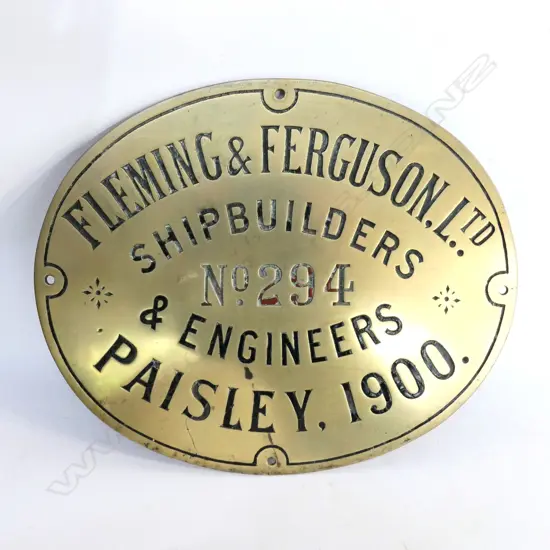 FLEMING & FERGUSON, LTD.
SHIPBUILDERS
No 294
& ENGINEERS
PAISLEY, 1900.